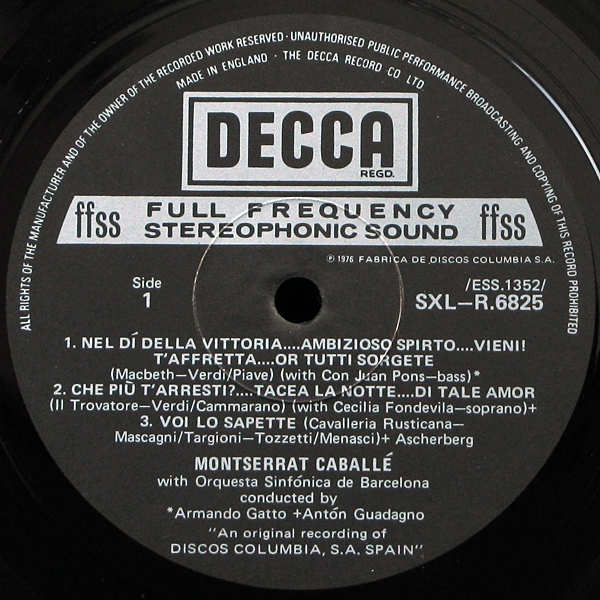 ALL RIGHTS OF THE MANUFACTURER AND OF THE OWNER OF THE RECORDED WORK RESERVED · UNAUTHORISED PUBLIC PERFORMANCE BROADCASTING AND COPYING OF THIS RECORD PROHIBITED
MADE IN ENGLAND · THE DECCA RECORD CO LTD
DECCA
REGD.
ffss FULL FREQUENCY STEREOPHONIC SOUND ffss
℗ 1976 FABRICA DE DISCOS COLUMBIA S.A.
Side
1
/ESS.1352/
SXL–R.6825
1. NEL DÍ DELLA VITTORIA....AMBIZIOSO SPIRTO....VIENI!
T'AFFRETTA....OR TUTTI SORGETE
(Macbeth–Verdi/Piave) (with Con Juan Pons–bass)*
2. CHE PIÙ T'ARRESTI?....TACEA LA NOTTE....DI TALE AMOR
(Il Trovatore–Verdi/Cammarano) (with Cecilia Fondevila–soprano)+
3. VOI LO SAPETTE (Cavalleria Rusticana–
Mascagni/Targioni–Tozzetti/Menasci)+ Ascherberg
MONTSERRAT CABALLÉ
with Orquesta Sinfónica de Barcelona
conducted by
*Armando Gatto +Antón Guadagno
"An original recording of
DISCOS COLUMBIA, S.A. SPAIN"